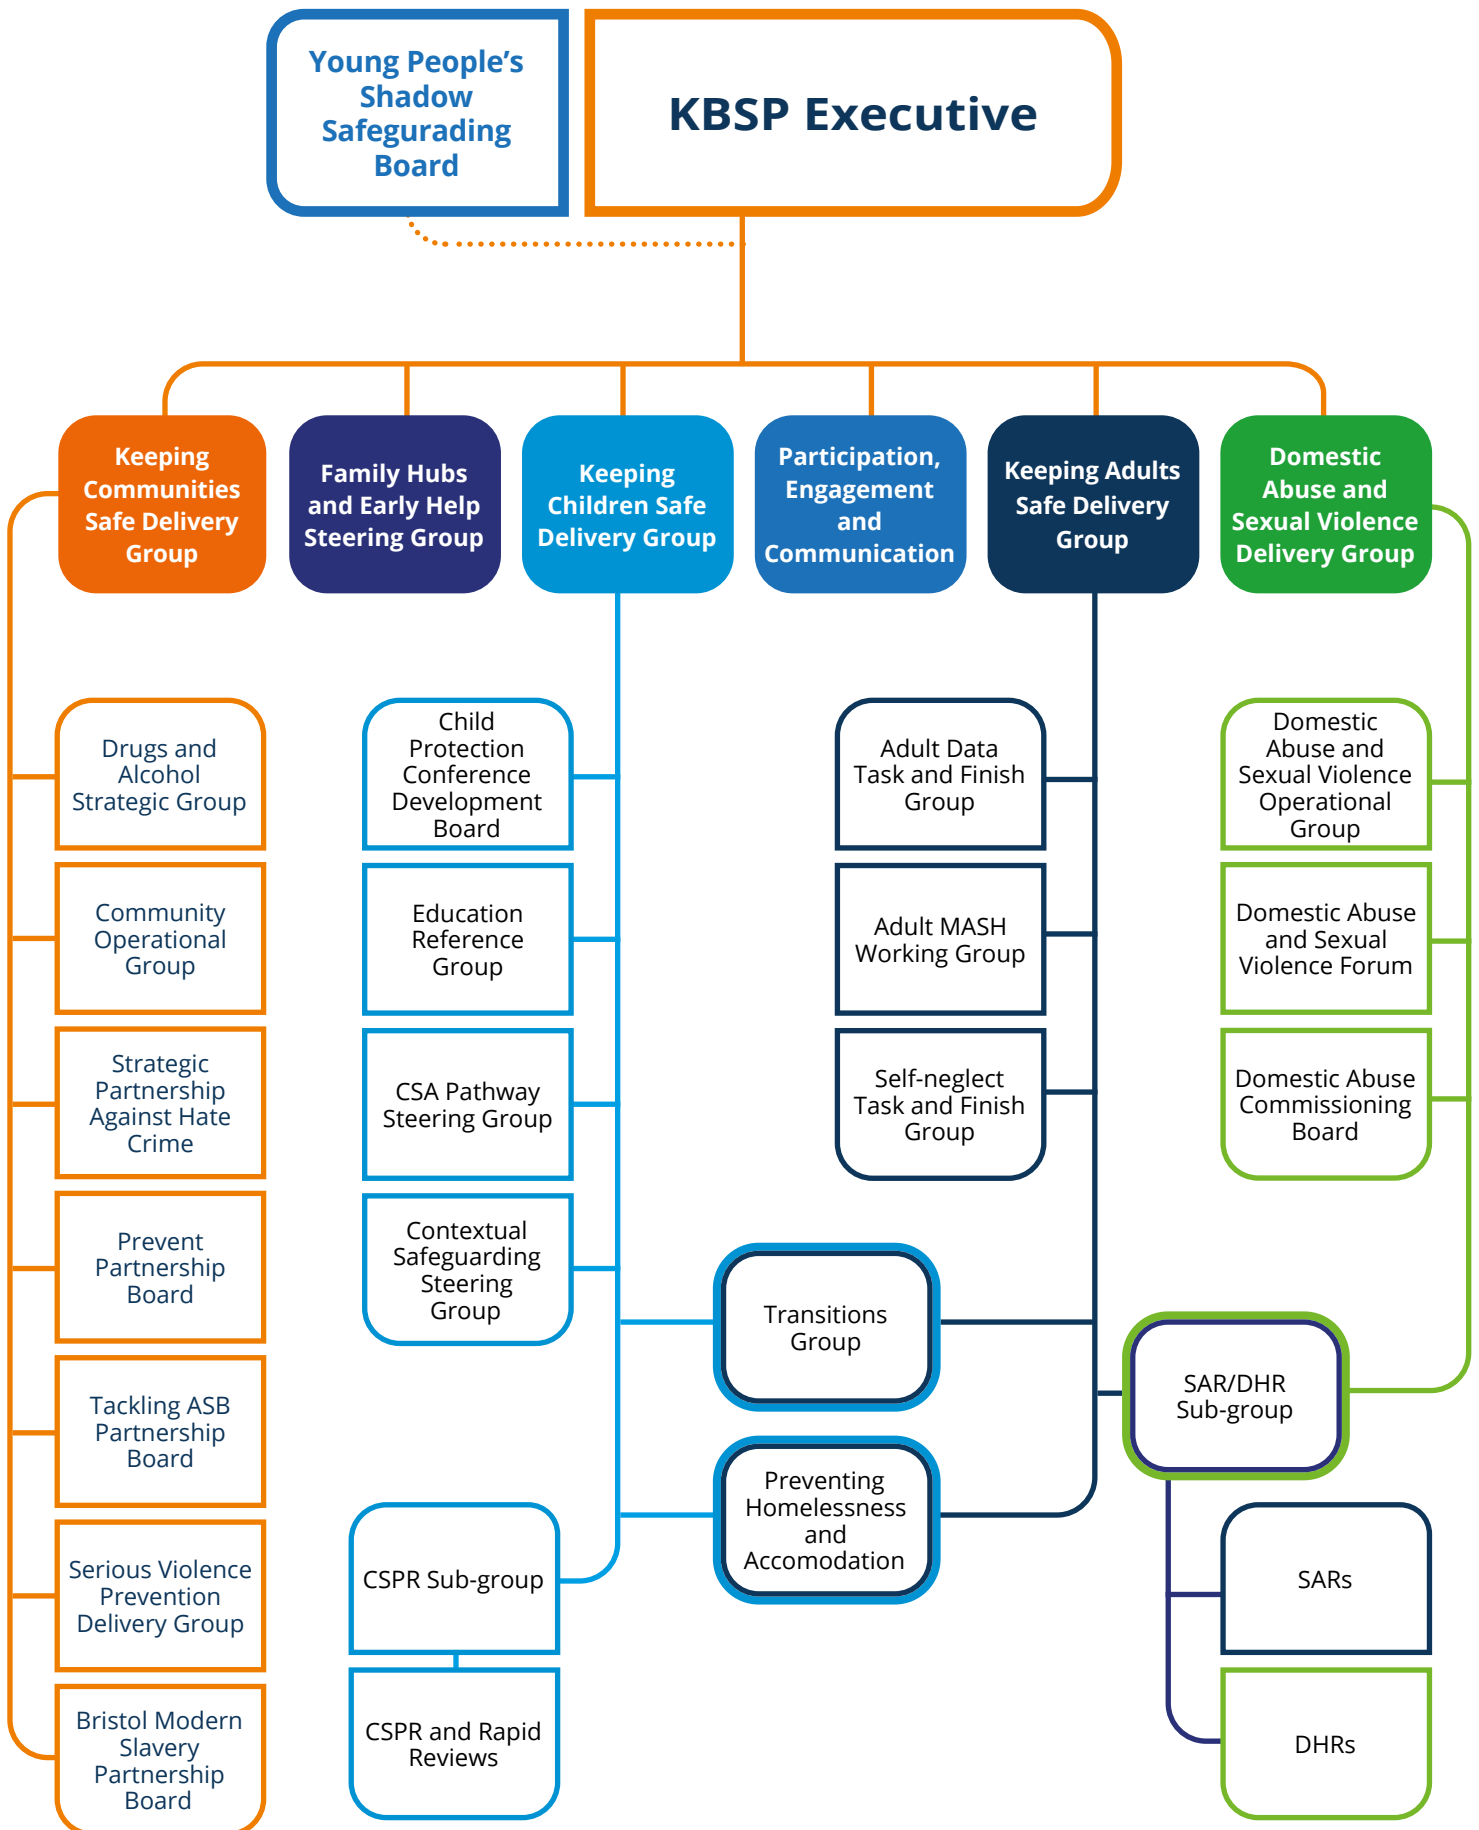 Young People’s
Shadow
Safegurading
Board
KBSP Executive
Keeping
Communities
Safe Delivery
Group
Family Hubs
and Early Help
Steering Group
Keeping
Children Safe
Delivery Group
Participation,
Engagement
and
Communication
Keeping Adults
Safe Delivery
Group
Domestic
Abuse and
Sexual Violence
Delivery Group
Drugs and
Alcohol
Strategic Group
Community
Operational
Group
Strategic
Partnership
Against Hate
Crime
Prevent
Partnership
Board
Tackling ASB
Partnership
Board
Serious Violence
Prevention
Delivery Group
Bristol Modern
Slavery
Partnership
Board
Child
Protection
Conference
Development
Board
Education
Reference
Group
CSA Pathway
Steering Group
Contextual
Safeguarding
Steering
Group
CSPR Sub-group
CSPR and Rapid
Reviews
Transitions
Group
Preventing
Homelessness
and
Accomodation
Adult Data
Task and Finish
Group
Adult MASH
Working Group
Self-neglect
Task and Finish
Group
Domestic
Abuse and
Sexual Violence
Operational
Group
Domestic Abuse
and Sexual
Violence Forum
Domestic Abuse
Commissioning
Board
SAR/DHR
Sub-group
SARs
DHRs